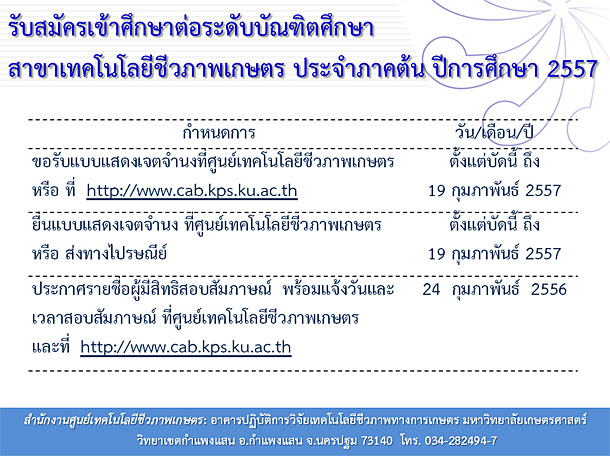 รับสมัครเข้าศึกษาต่อระดับบัณฑิตศึกษา
สาขาเทคโนโลยีชีวภาพเกษตร ประจำภาคต้น ปีการศึกษา 2557
กำหนดการ วัน/เดือน/ปี
ขอรับแบบแสดงเจตจำนงที่ศูนย์เทคโนโลยีชีวภาพเกษตร ตั้งแต่บัดนี้ ถึง
หรือ ที่ http://www.cab.kps.ku.ac.th 19 กุมภาพันธ์ 2557
ยื่นแบบแสดงเจตจำนง ที่ศูนย์เทคโนโลยีชีวภาพเกษตร ตั้งแต่บัดนี้ ถึง
หรือ ส่งทางไปรษณีย์ 19 กุมภาพันธ์ 2557
ประกาศรายชื่อผู้มีสิทธิสอบสัมภาษณ์ พร้อมแจ้งวันและ 24 กุมภาพันธ์ 2556
เวลาสอบสัมภาษณ์ ที่ศูนย์เทคโนโลยีชีวภาพเกษตร
และที่ http://www.cab.kps.ku.ac.th
สำนักงานศูนย์เทคโนโลยีชีวภาพเกษตร: อาคารปฏิบัติการวิจัยเทคโนโลยีชีวภาพทางการเกษตร มหาวิทยาลัยเกษตรศาสตร์
วิทยาเขตกำแพงแสน อ.กำแพงแสน จ.นครปฐม 73140 โทร. 034-282494-7